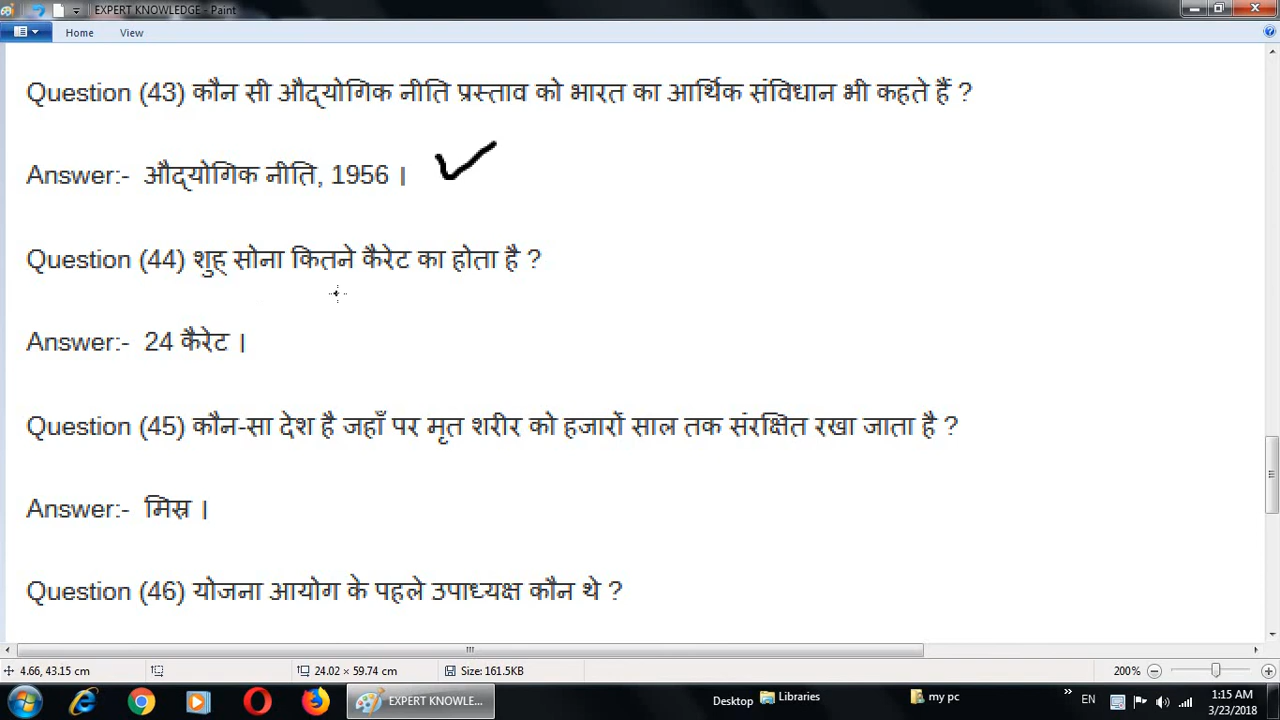 EXPERT KNOWLEDGE - Paint
Home View
Question (43) कौन सी औद्योगिक नीति प्रस्ताव को भारत का आर्थिक संविधान भी कहते हैं ?
Answer:- औद्योगिक नीति, 1956 ।
Question (44) शुह् सोना कितने कैरेट का होता है ?
Answer:- 24 कैरेट ।
Question (45) कौन-सा देश है जहाँ पर मृत शरीर को हजारों साल तक संरक्षित रखा जाता है ?
Answer:- मिस्र ।
Question (46) योजना आयोग के पहले उपाध्यक्ष कौन थे ?
4.66, 43.15 cm 24.02 × 59.74 cm Size: 161.5KB 200%
EXPERT KNOWLE... Desktop Libraries my pc » EN 1:15 AM
3/23/2018